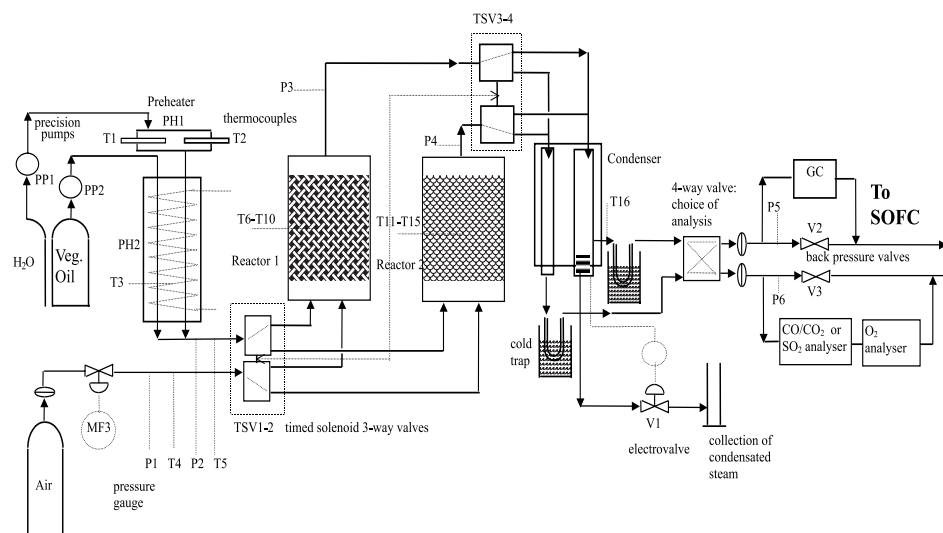 TSV3-4
Preheater
PH1
thermocouples
T1
T2
precision
pumps
PP1
PP2
P3
P4
H₂O
Veg.
Oil
PH2
T3
T6-T10
Reactor 1
T11-T15
Reactor 2
Condenser
T16
4-way valve:
choice of
analysis
GC
P5
V2
To
SOFC
back pressure valves
P6
V3
CO/CO₂ or
SO₂ analyser
O₂
analyser
cold
trap
MF3
Air
P1
T4
P2
T5
pressure
gauge
TSV1-2
timed solenoid 3-way valves
V1
electrovalve
collection of
condensated
steam